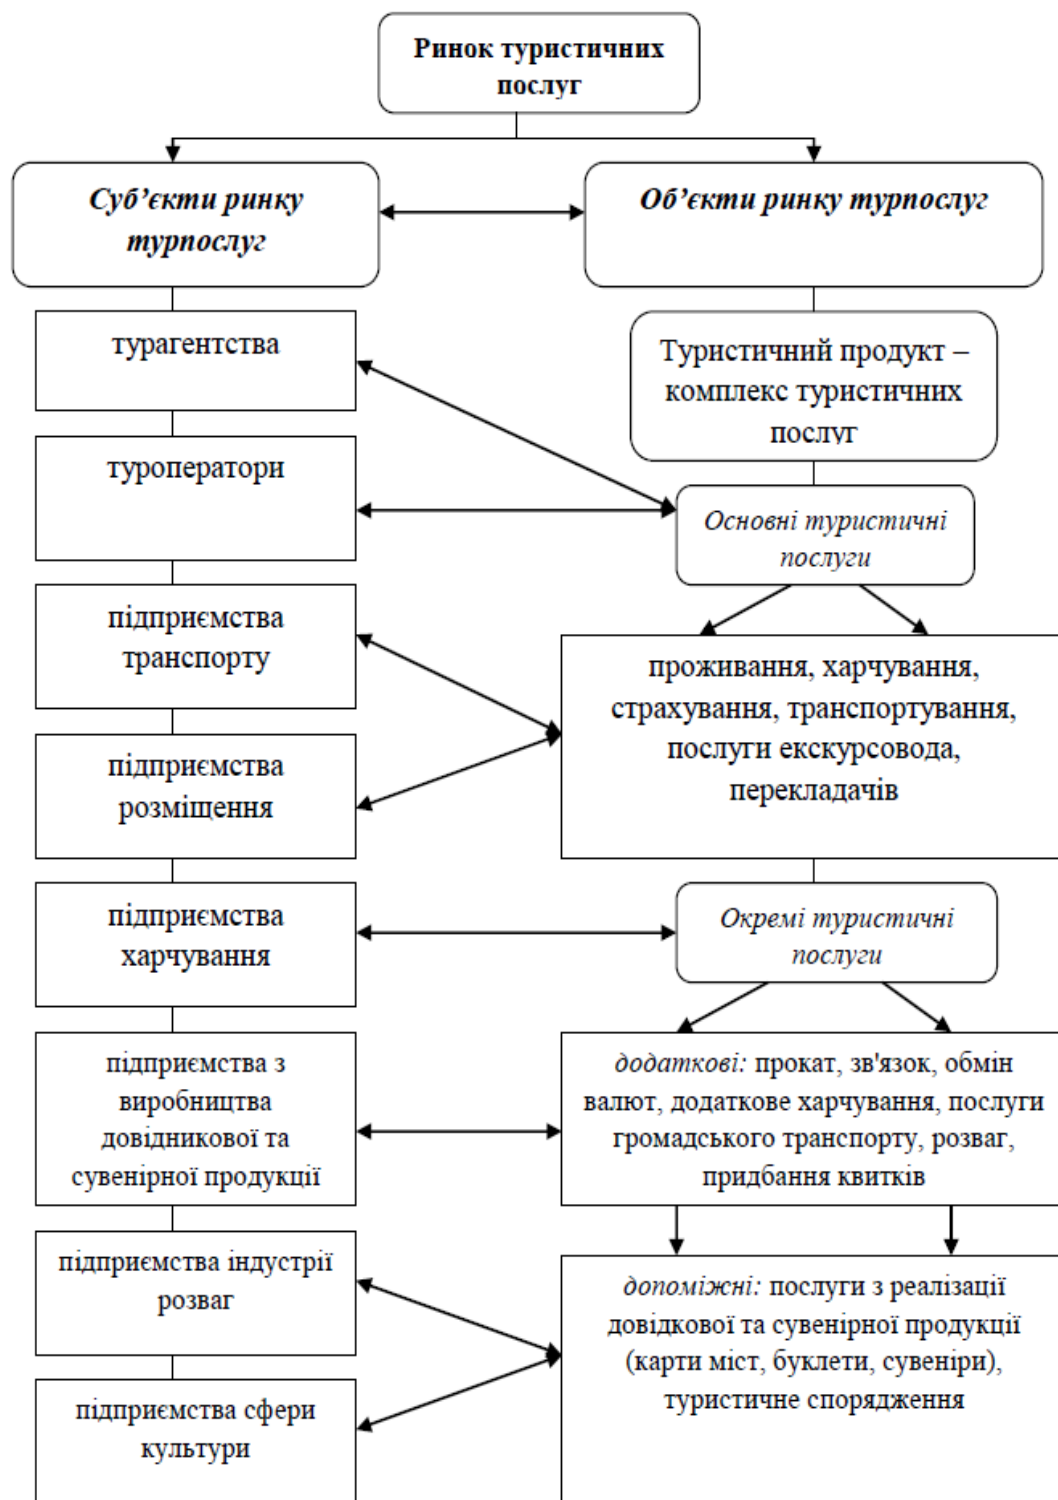 Ринок туристичних
послуг
Суб’єкти ринку
турпослуг
Об’єкти ринку турпослуг
турагентства
туроператори
підприємства
транспорту
підприємства
розміщення
підприємства
харчування
підприємства з
виробництва
довідникової та
сувенірної продукції
підприємства індустрії
розваг
підприємства сфери
культури
Туристичний продукт –
комплекс туристичних
послуг
Основні туристичні
послуги
проживання, харчування,
страхування, транспортування,
послуги екскурсовода,
перекладачів
Окремі туристичні
послуги
додаткові: прокат, зв'язок, обмін
валют, додаткове харчування, послуги
громадського транспорту, розваг,
придбання квитків
допоміжні: послуги з реалізації
довідкової та сувенірної продукції
(карти міст, буклети, сувеніри),
туристичне спорядження